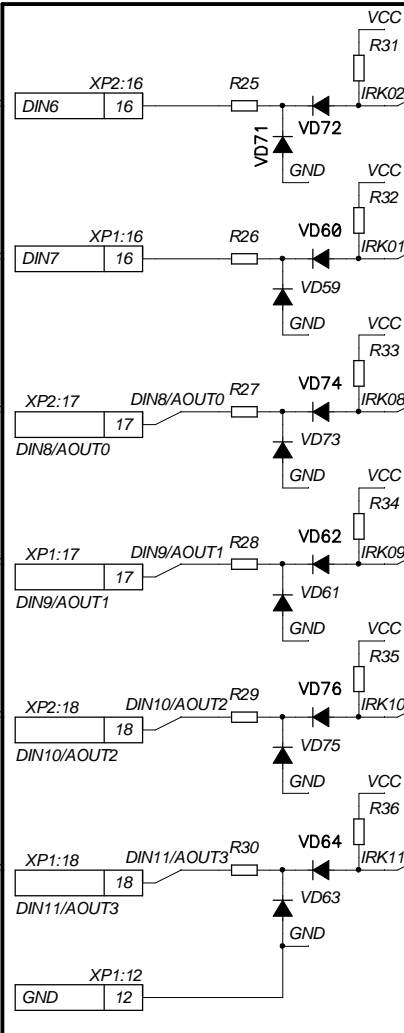 VCC
R31
XP2:16
R25
IRK02
DIN6
16
VD72
VD71
GND
VCC
R32
XP1:16
R26
VD60
IRK01
DIN7
16
VD59
GND
VCC
R33
XP2:17
DIN8/AOUT0
R27
VD74
IRK08
17
VD73
DIN8/AOUT0
GND
VCC
R34
XP1:17
DIN9/AOUT1
R28
VD62
IRK09
17
VD61
DIN9/AOUT1
GND
VCC
R35
XP2:18
DIN10/AOUT2
R29
VD76
IRK10
18
VD75
DIN10/AOUT2
GND
VCC
R36
XP1:18
DIN11/AOUT3
R30
VD64
IRK11
18
VD63
DIN11/AOUT3
GND
XP1:12
GND
12